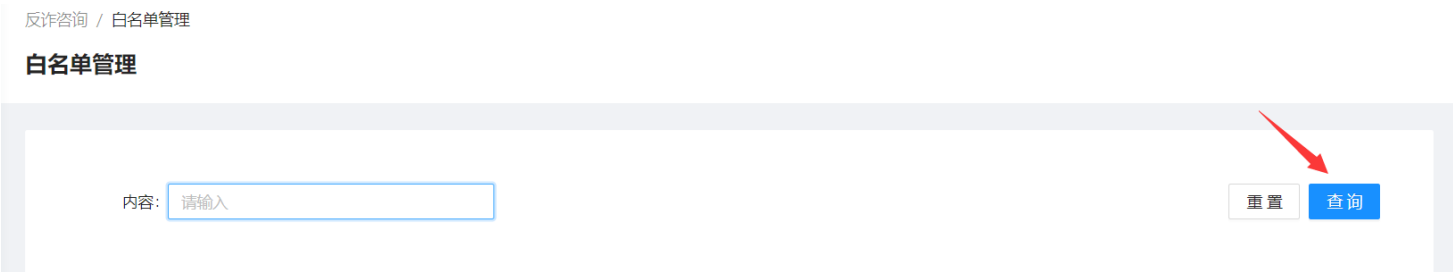 反诈咨询 / 白名单管理
白名单管理
内容: 请输入 重置 查询